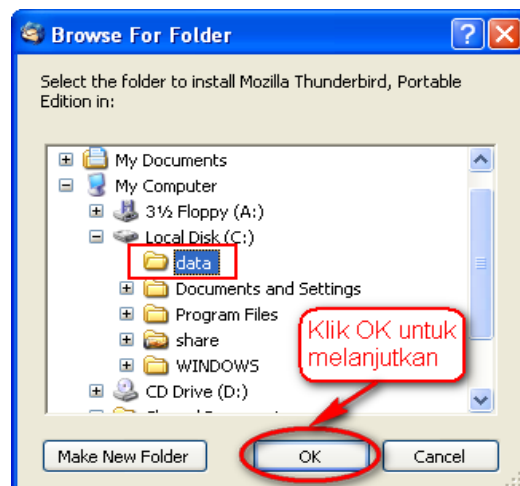 Browse For Folder
Select the folder to install Mozilla Thunderbird, Portable
Edition in:
My Documents
My Computer
3½ Floppy (A:)
Local Disk (C:)
data
Documents and Settings
Program Files
share
WINDOWS
CD Drive (D:)
Klik OK untuk
melanjutkan
Make New Folder
OK
Cancel